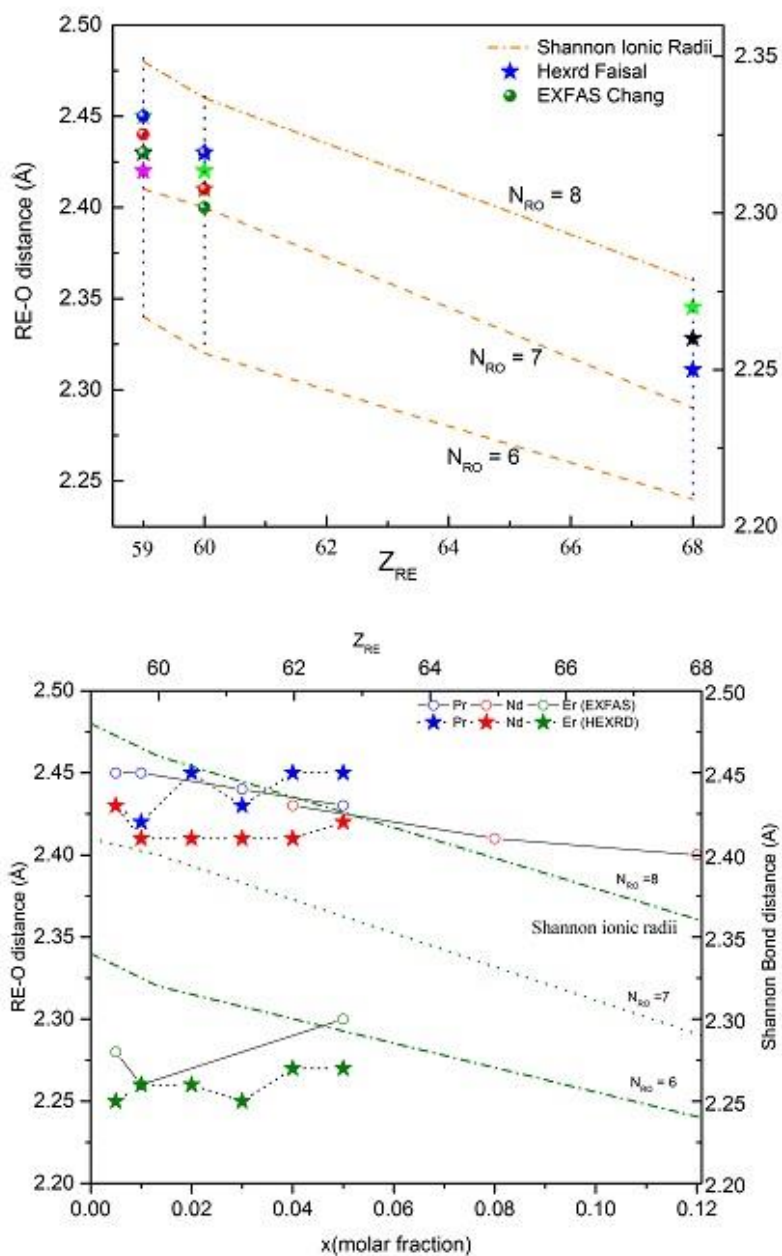 2.50
2.45
2.40
2.35
2.30
2.25
RE-O distance (Å)
Shannon Ionic Radii
Hexrd Faisal
EXFAS Chang
N_RO = 8
N_RO = 7
N_RO = 6
2.35
2.30
2.25
2.20
59 60 62 64 66 68
Z_RE
Z_RE
60 62 64 66 68
2.50
2.45
2.40
2.35
2.30
2.25
2.20
RE-O distance (Å)
Pr Nd Er (EXFAS)
Pr Nd Er (HEXRD)
N_RO =8
Shannon ionic radii
N_RO =7
N_RO =6
2.50
2.45
2.40
2.35
2.30
2.25
2.20
Shannon Bond distance (Å)
0.00 0.02 0.04 0.06 0.08 0.10 0.12
x(molar fraction)